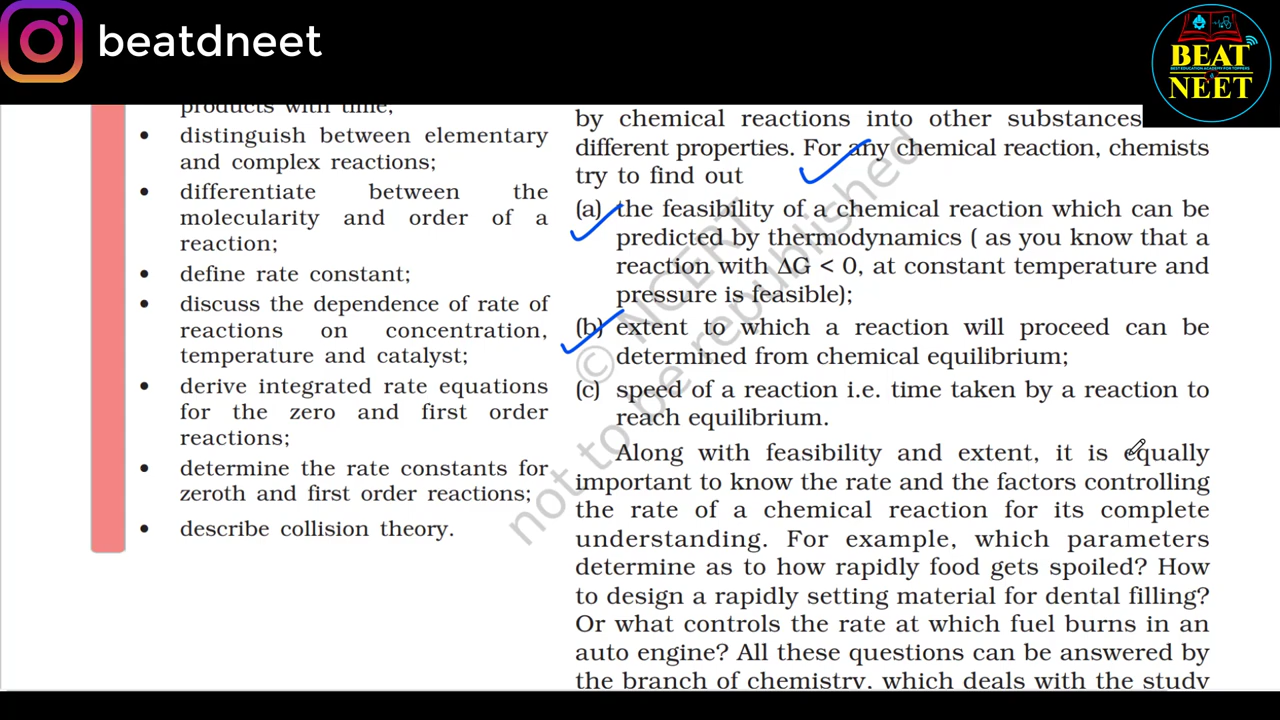 beatdneet
BEAT
BEST EDUCATION ACADEMY FOR TOPPERS
NEET
products with time;
• distinguish between elementary
and complex reactions;
• differentiate between the
molecularity and order of a
reaction;
• define rate constant;
• discuss the dependence of rate of
reactions on concentration,
temperature and catalyst;
• derive integrated rate equations
for the zero and first order
reactions;
• determine the rate constants for
zeroth and first order reactions;
• describe collision theory.
by chemical reactions into other substances
different properties. For any chemical reaction, chemists
try to find out
(a) the feasibility of a chemical reaction which can be
predicted by thermodynamics ( as you know that a
reaction with ΔG < 0, at constant temperature and
pressure is feasible);
(b) extent to which a reaction will proceed can be
determined from chemical equilibrium;
(c) speed of a reaction i.e. time taken by a reaction to
reach equilibrium.
Along with feasibility and extent, it is equally
important to know the rate and the factors controlling
the rate of a chemical reaction for its complete
understanding. For example, which parameters
determine as to how rapidly food gets spoiled? How
to design a rapidly setting material for dental filling?
Or what controls the rate at which fuel burns in an
auto engine? All these questions can be answered by
the branch of chemistry, which deals with the study
© NCERT
not to be republished